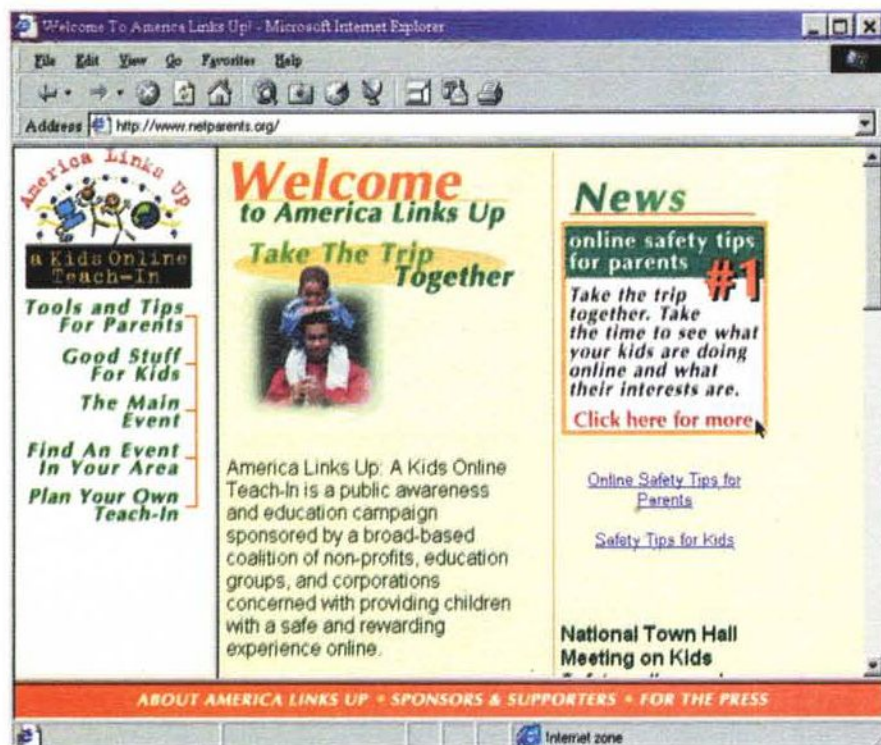 Welcome To America Links Up! - Microsoft Internet Explorer
File Edit View Go Favorites Help
Address http://www.netparents.org/
America Links Up
a Kids Online
Teach-In
Tools and Tips
For Parents
Good Stuff
For Kids
The Main
Event
Find An Event
In Your Area
Plan Your Own
Teach-In
Welcome
to America Links Up
Take The Trip
Together
America Links Up: A Kids Online
Teach-In is a public awareness
and education campaign
sponsored by a broad-based
coalition of non-profits, education
groups, and corporations
concerned with providing children
with a safe and rewarding
experience online.
News
online safety tips
for parents
#1
Take the trip
together. Take
the time to see what
your kids are doing
online and what
their interests are.
Click here for more
Online Safety Tips for
Parents
Safety Tips for Kids
National Town Hall
Meeting on Kids
ABOUT AMERICA LINKS UP • SPONSORS & SUPPORTERS • FOR THE PRESS
Internet zone